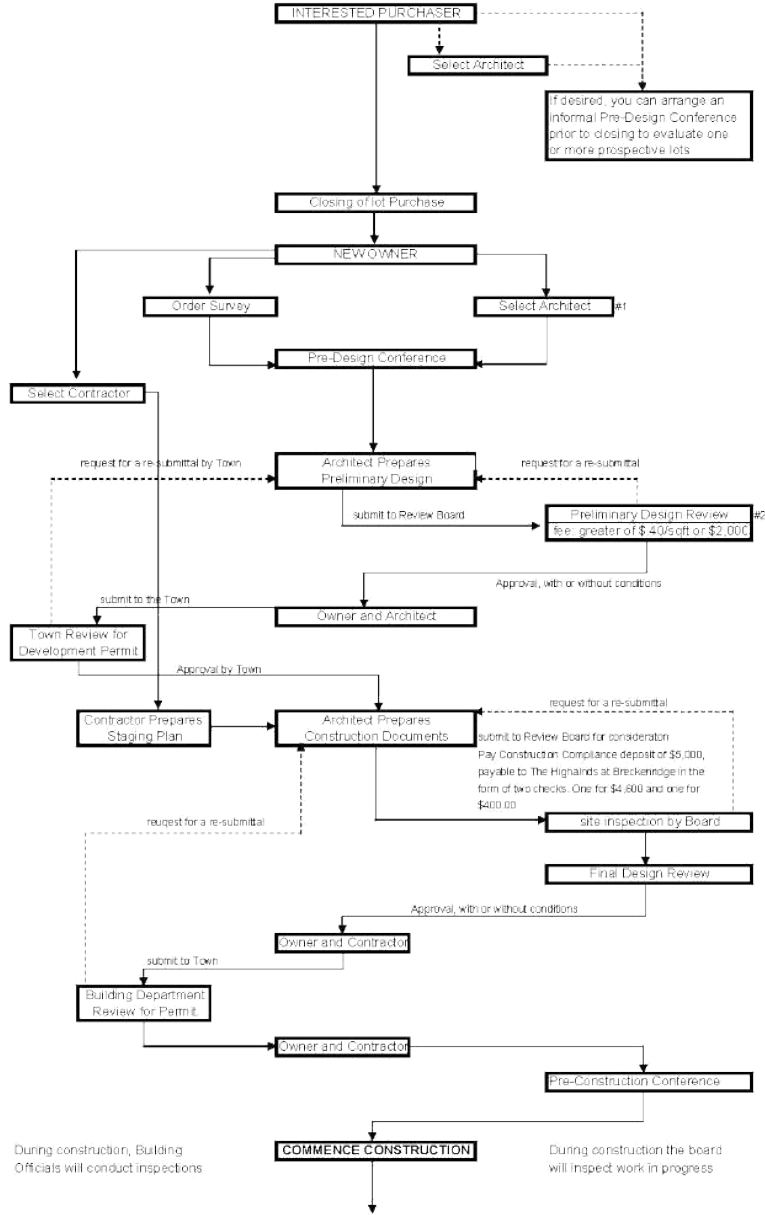 INTERESTED PURCHASER
Select Architect
If desired, you can arrange an
informal Pre-Design Conference
prior to closing to evaluate one
or more prospective lots
Closing of lot Purchase
NEW OWNER
Order Survey
Select Architect
#1
Pre-Design Conference
Select Contractor
request for a re-submittal by Town
Architect Prepares
Preliminary Design
request for a re-submittal
submit to Review Board
Preliminary Design Review
#2
fee: greater of $.40/sqft or $2,000
Approval, with or without conditions
submit to the Town
Owner and Architect
Town Review for
Development Permit
Approval by Town
request for a re-submittal
Contractor Prepares
Staging Plan
Architect Prepares
Construction Documents
submit to Review Board for consideraton
Pay Construction Compliance deposit of $5,000,
payable to The Highalnds at Breckenridge in the
form of two checks. One for $4,600 and one for
$400.00
reuqest for a re-submittal
site inspection by Board
Final Design Review
Approval, with or without conditions
Owner and Contractor
submit to Town
Building Department
Review for Permit
Owner and Contractor
Pre-Construction Conference
During construction, Building
Officials will conduct inspections
COMMENCE CONSTRUCTION
During construction the board
will inspect work in progress